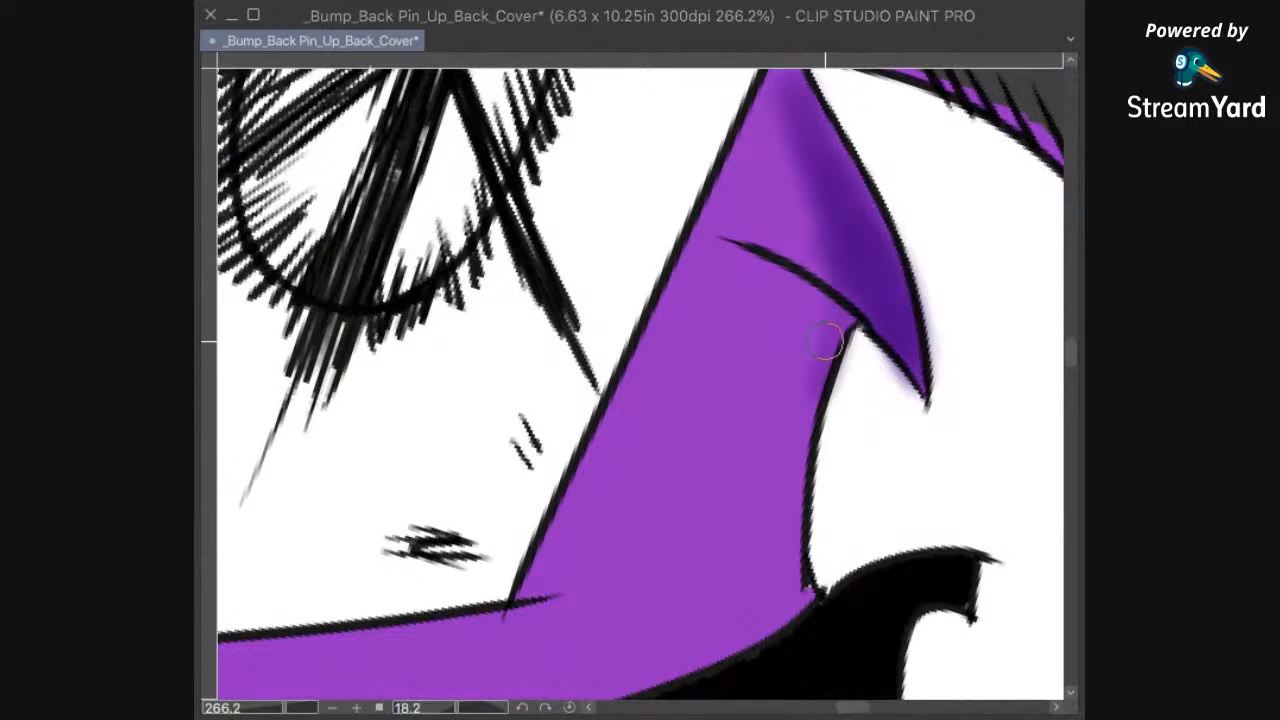 _Bump_Back Pin_Up_Back_Cover* (6.63 x 10.25in 300dpi 266.2%) - CLIP STUDIO PAINT PRO
_Bump_Back Pin_Up_Back_Cover*
Powered by
StreamYard
266.2
18.2